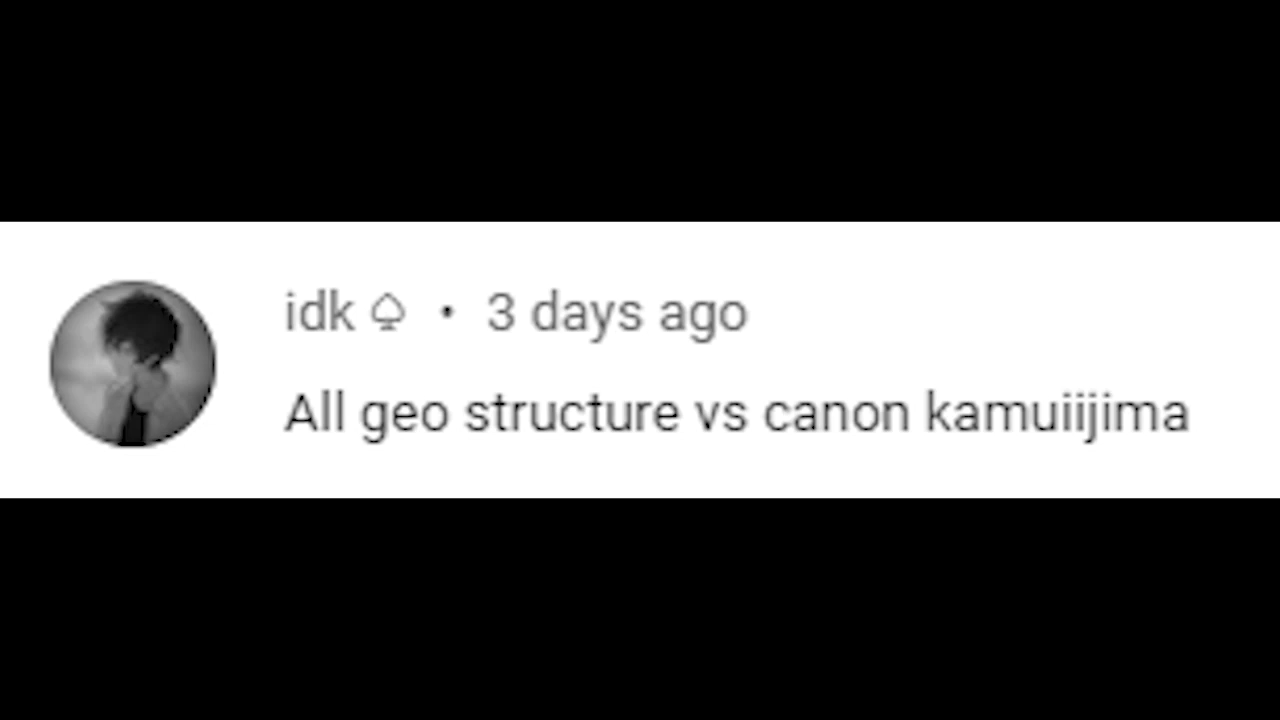 idk ♤ • 3 days ago
All geo structure vs canon kamuiijima